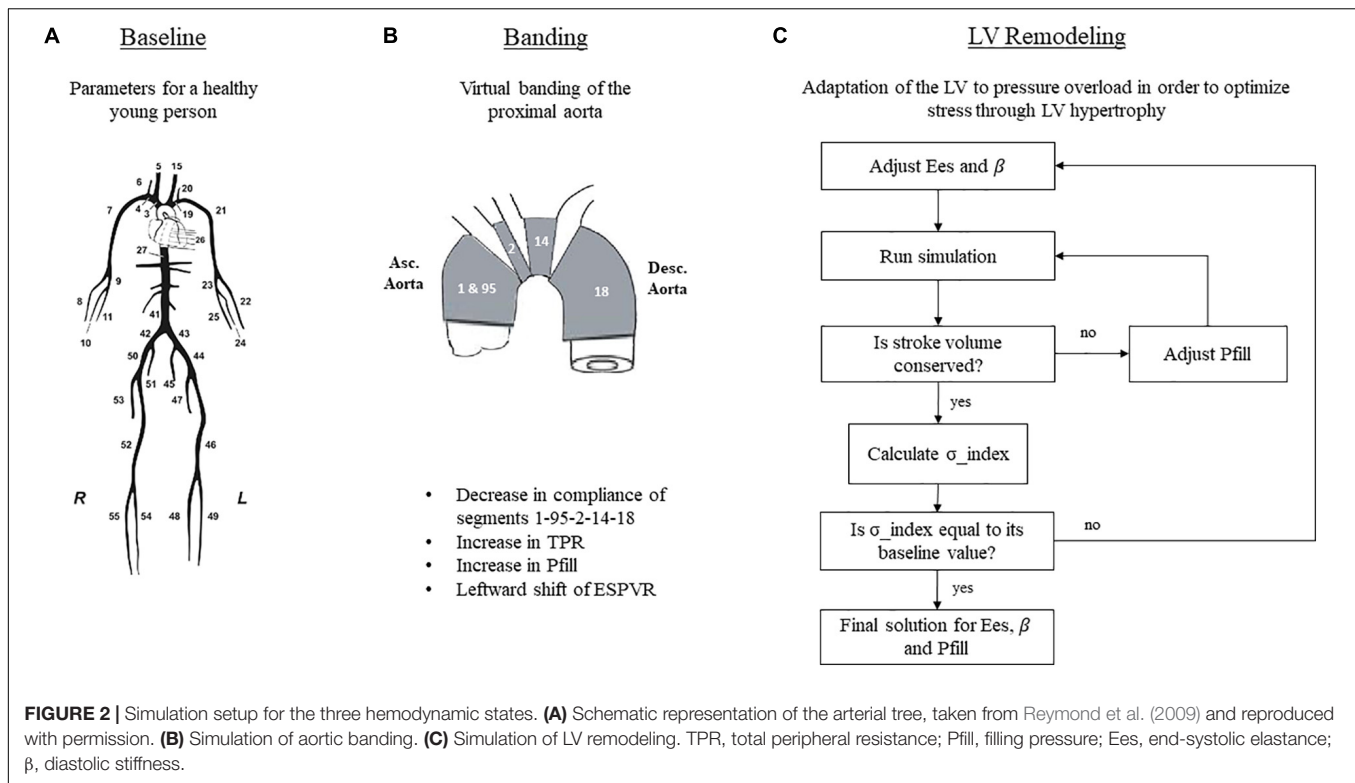 A
Baseline
Parameters for a healthy
young person
5 15
6
20
7
4
3
19
21
26
27
9
23
8
11
22
25
41
10
42
43
24
50
44
51
45
53
47
52
46
R
L
55
54
48
49
B
Banding
Virtual banding of the
proximal aorta
Asc.
Aorta
1 & 95
2
14
18
Desc.
Aorta
• Decrease in compliance of
segments 1-95-2-14-18
• Increase in TPR
• Increase in Pfill
• Leftward shift of ESPVR
C
LV Remodeling
Adaptation of the LV to pressure overload in order to optimize
stress through LV hypertrophy
Adjust Ees and β
Run simulation
Is stroke volume
conserved?
no
Adjust Pfill
yes
Calculate σ_index
Is σ_index equal to its
baseline value?
no
yes
Final solution for Ees, β
and Pfill
FIGURE 2 | Simulation setup for the three hemodynamic states. (A) Schematic representation of the arterial tree, taken from Reymond et al. (2009) and reproduced
with permission. (B) Simulation of aortic banding. (C) Simulation of LV remodeling. TPR, total peripheral resistance; Pfill, filling pressure; Ees, end-systolic elastance;
β, diastolic stiffness.